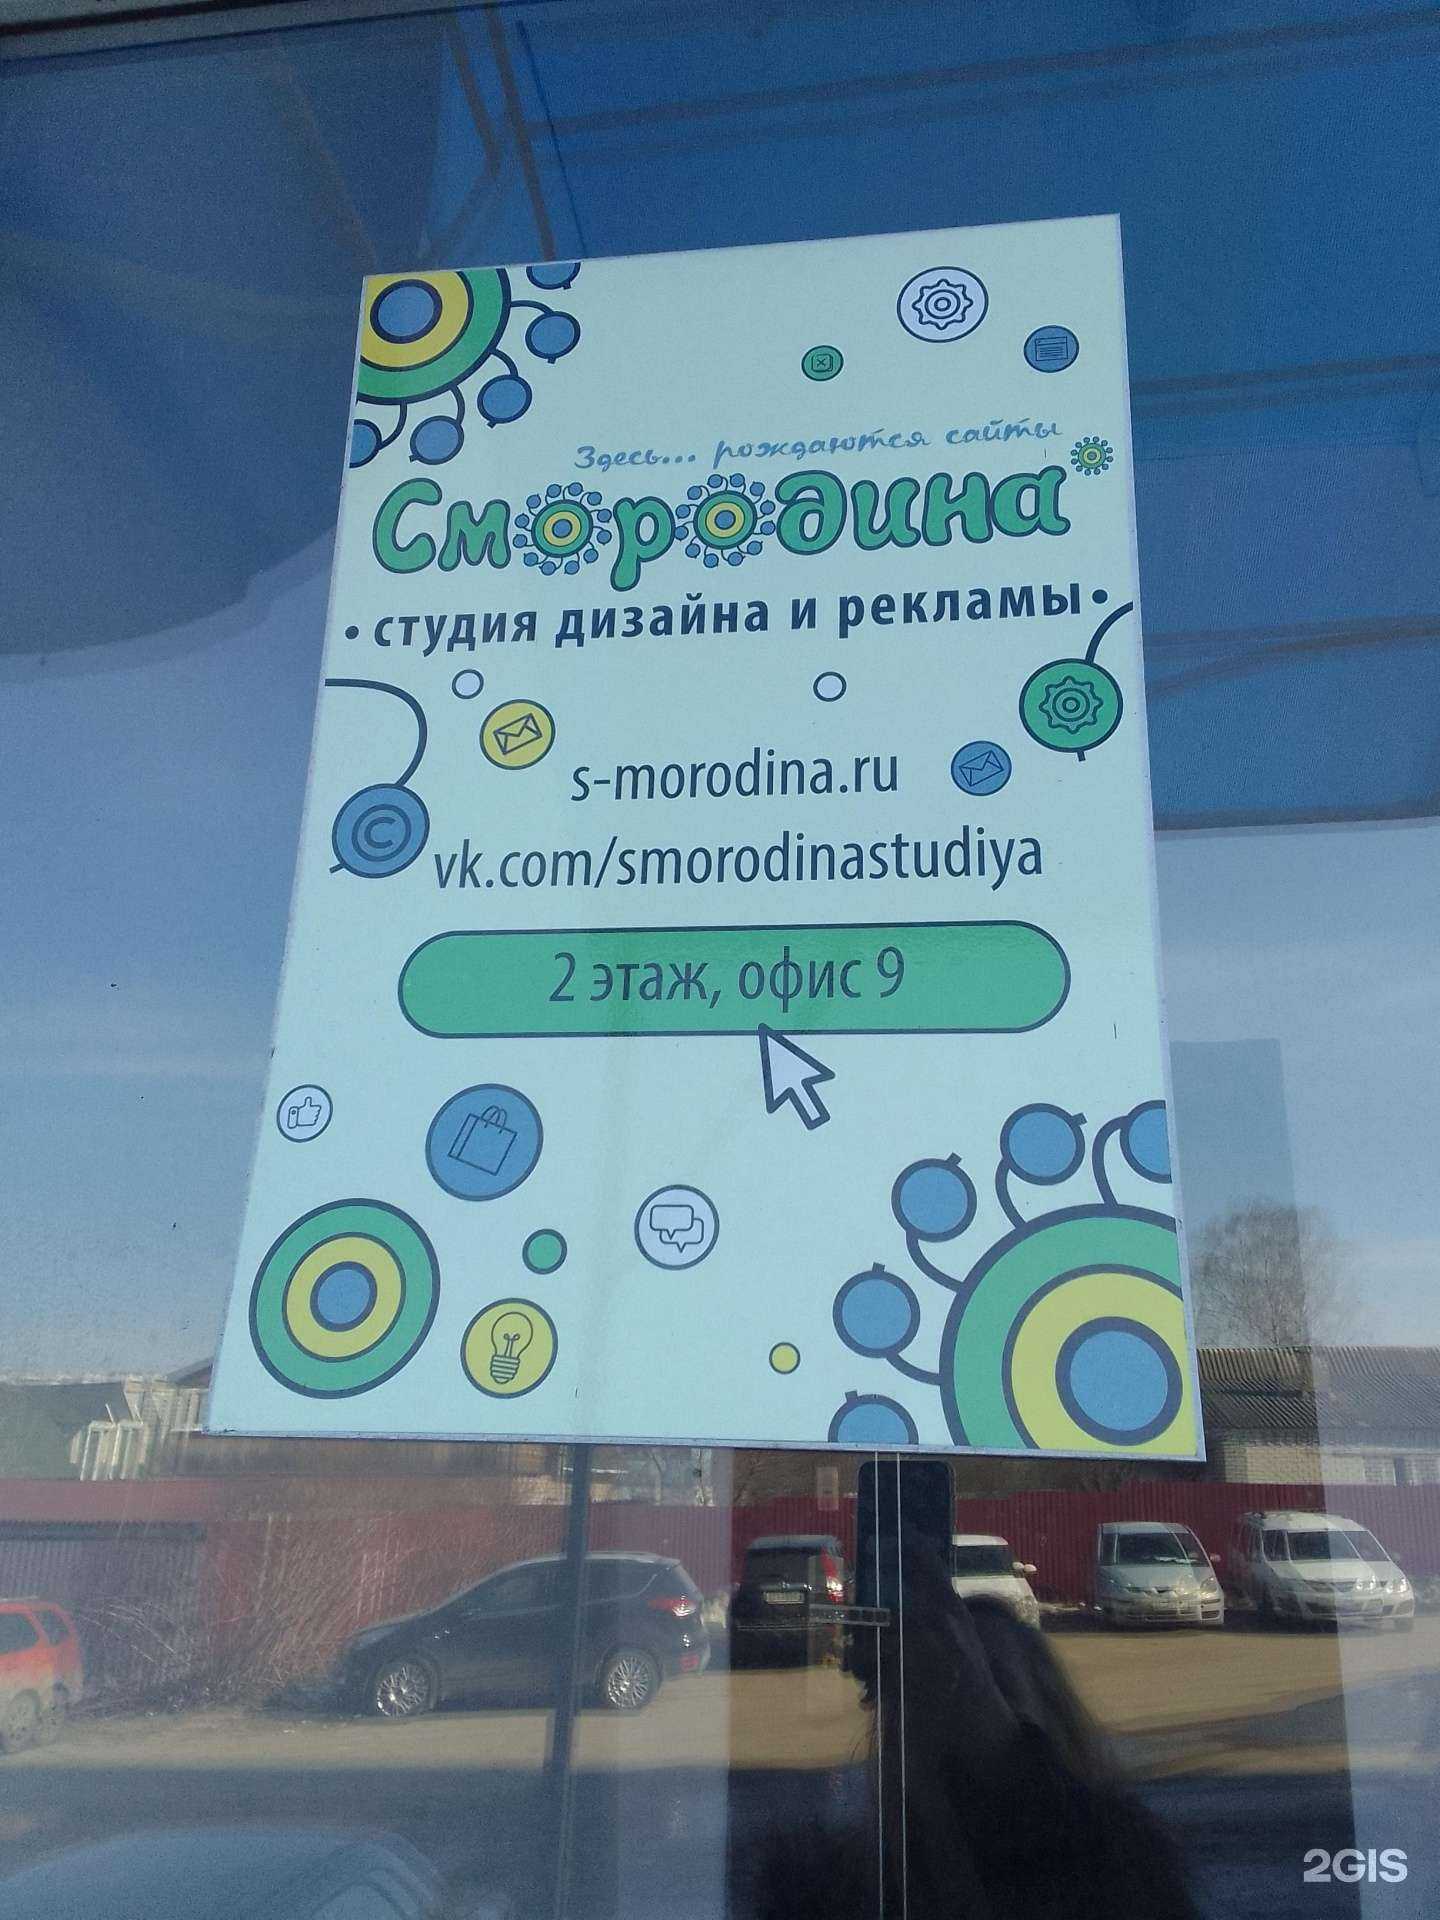 Здесь... рождаются сайты
Смородина
• студия дизайна и рекламы •
s-morodina.ru
vk.com/smorodinastudiya
2 этаж, офис 9
2GIS